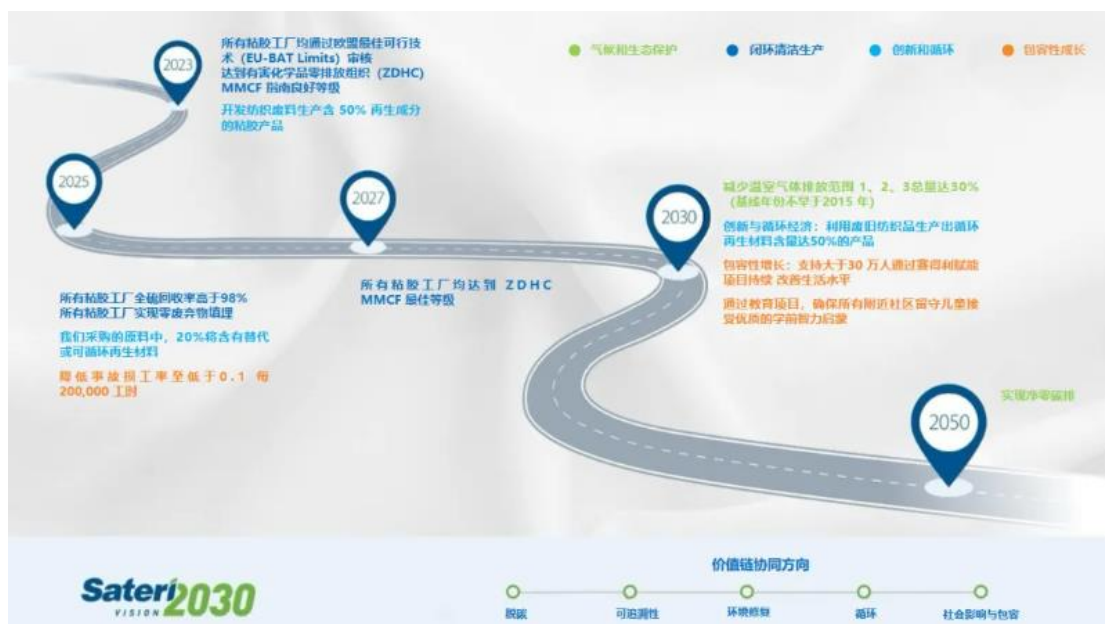 气候和生态保护
闭环清洁生产
创新和循环
包容性成长
2023
所有粘胶工厂均通过欧盟最佳可行技
术（EU-BAT Limits）审核
达到有害化学品零排放组织（ZDHC）
MMCF 指南良好等级
开发纺织废料生产含 50% 再生成分
的粘胶产品
2025
所有粘胶工厂全硫回收率高于98%
所有粘胶工厂实现零废弃物填埋
我们采购的原料中，20%将含有替代
或可循环再生材料
降低事故损工率至低于0.1 每
200,000 工时
2027
所有粘胶工厂均达到 ZDHC
MMCF 最佳等级
2030
减少温室气体排放范围 1、2、3总量达30%
（基线年份不早于2015 年）
创新与循环经济：利用废旧纺织品生产出循环
再生材料含量达50%的产品
包容性增长：支持大于30 万人通过赛得利赋能
项目持续 改善生活水平
通过教育项目，确保所有附近社区留守儿童接
受优质的学前智力启蒙
2050
实现净零碳排
Sateri 2030
VISION
价值链协同方向
脱碳
可追溯性
环境修复
循环
社会影响与包容